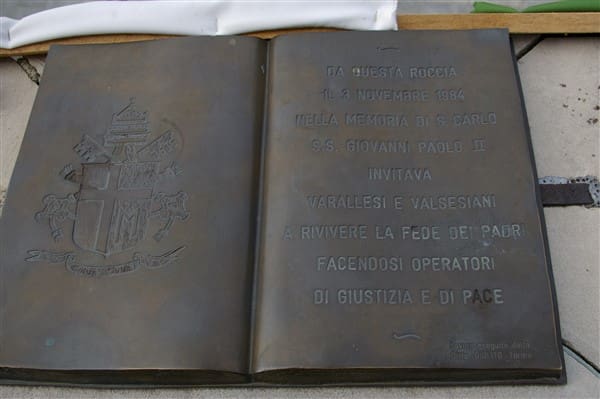 DA QUESTA ROCCIA
IL 3 NOVEMBRE 1984
NELLA MEMORIA DI S. CARLO
S.S. GIOVANNI PAOLO II
INVITAVA
VARALLESI E VALSESIANI
A RIVIVERE LA FEDE DEI PADRI
FACENDOSI OPERATORI
DI GIUSTIZIA E DI PACE